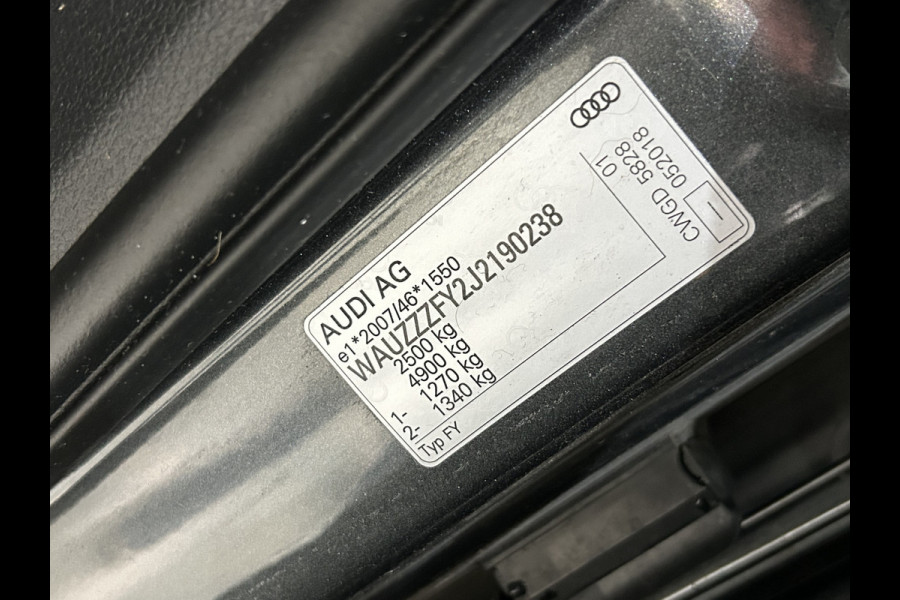 AUDI AG
e1*2007/46*1550
WAUZZZFY2J2190238
2500 kg
4900 kg
1- 1270 kg
2- 1340 kg
Typ FY
01
CWGD 5828
052018
—